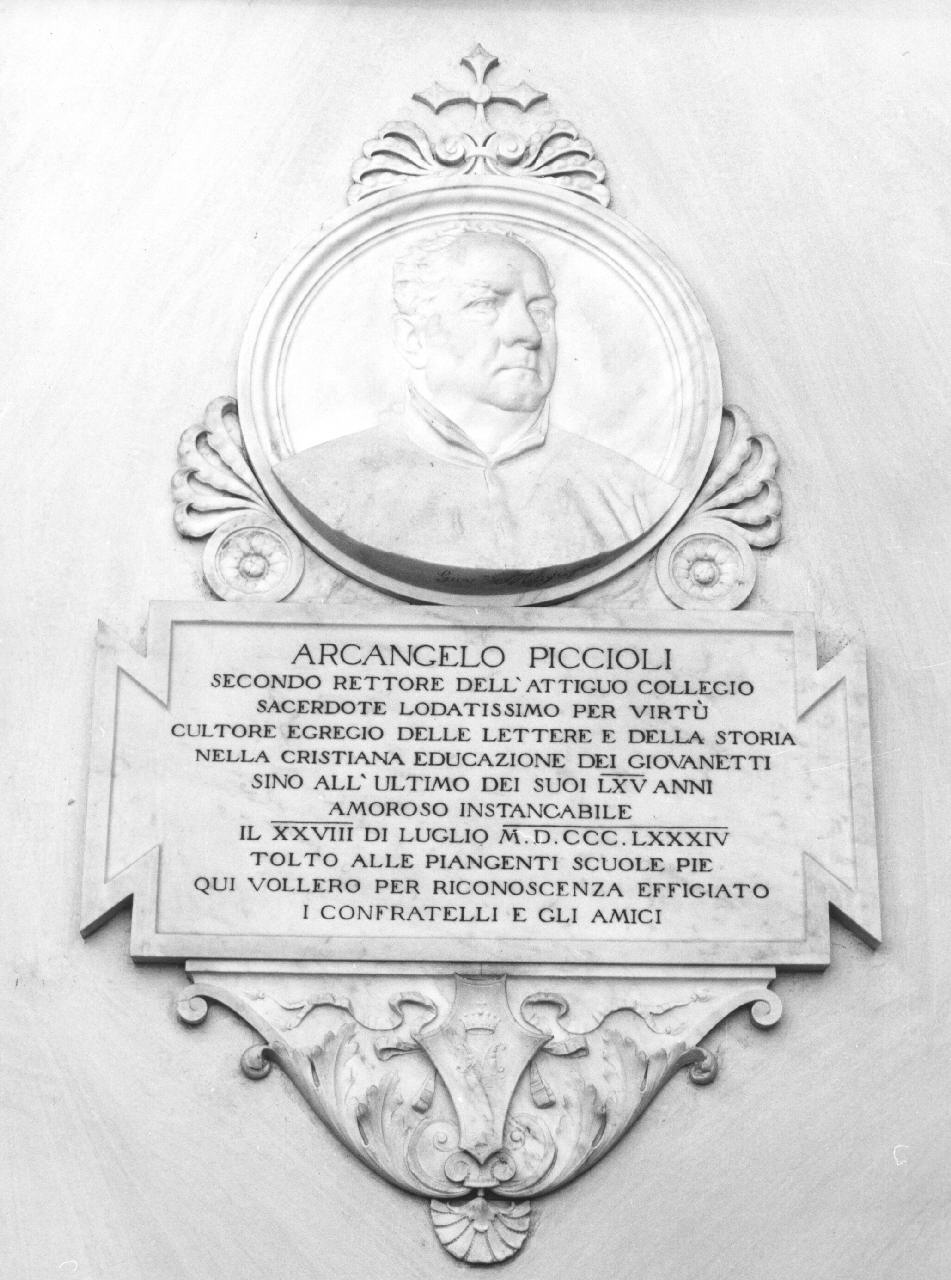 ARCANGELO PICCIOLI
SECONDO RETTORE DELL'ATTIGUO COLLEGIO
SACERDOTE LODATISSIMO PER VIRTÙ
CULTORE EGREGIO DELLE LETTERE E DELLA STORIA
NELLA CRISTIANA EDUCAZIONE DEI GIOVANETTI
SINO ALL'ULTIMO DEI SUOI LXV ANNI
AMOROSO INSTANCABILE
IL XXVIII DI LUGLIO M.D.CCC.LXXXIV
TOLTO ALLE PIANGENTI SCUOLE PIE
QUI VOLLERO PER RICONOSCENZA EFFIGIATO
I CONFRATELLI E GLI AMICI